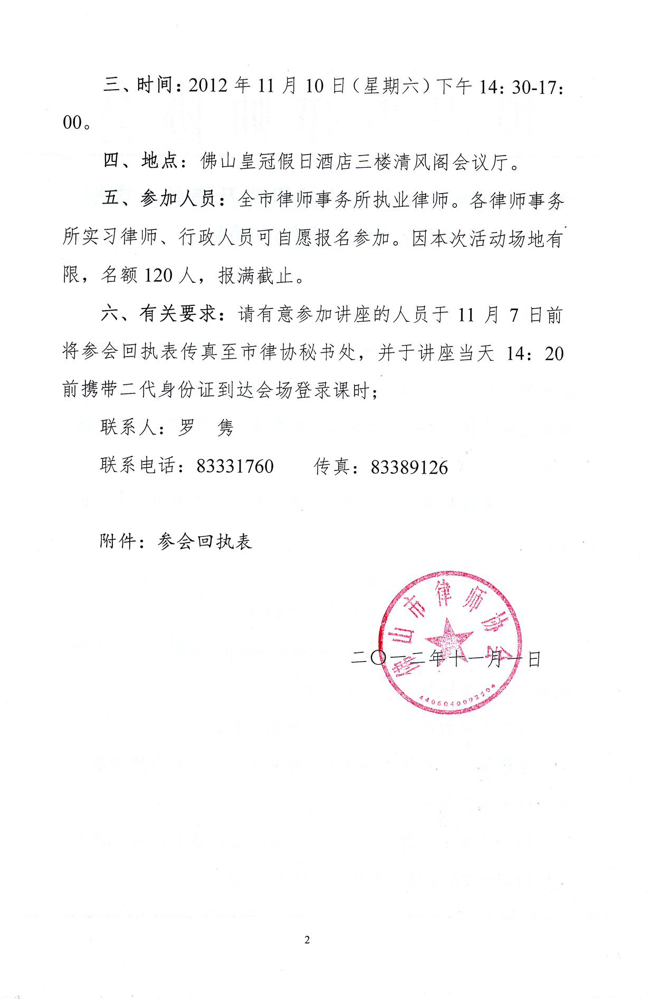 三、时间：2012 年 11 月 10 日（星期六）下午 14：30-17：
00。
四、地点：佛山皇冠假日酒店三楼清风阁会议厅。
五、参加人员：全市律师事务所执业律师。各律师事务
所实习律师、行政人员可自愿报名参加。因本次活动场地有
限，名额 120 人，报满截止。
六、有关要求：请有意参加讲座的人员于 11 月 7 日前
将参会回执表传真至市律协秘书处，并于讲座当天 14：20
前携带二代身份证到达会场登录课时；
联系人：罗　隽
联系电话：83331760　　传真：83389126
附件：参会回执表
佛山市律师协会
二〇一二年十一月一日
4406040092504
2